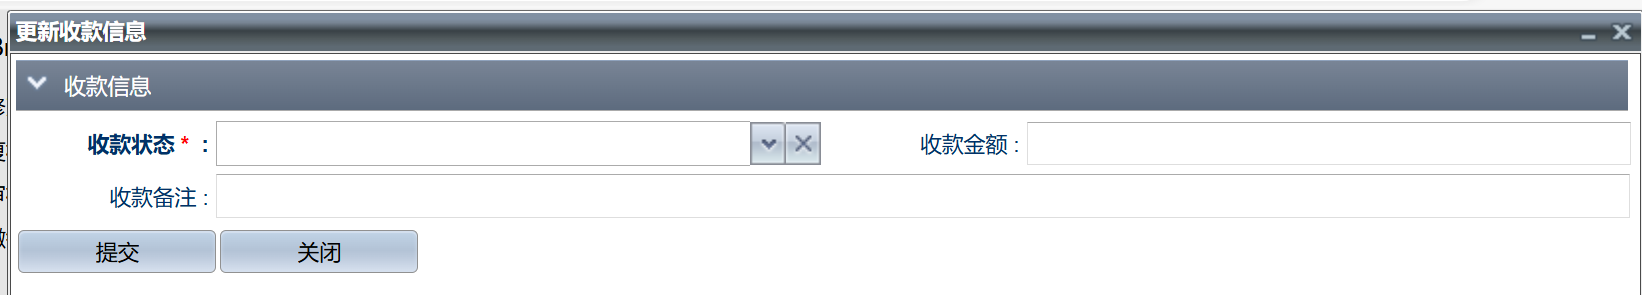 更新收款信息
收款信息
收款状态* : 收款金额 :
收款备注 :
提交 关闭